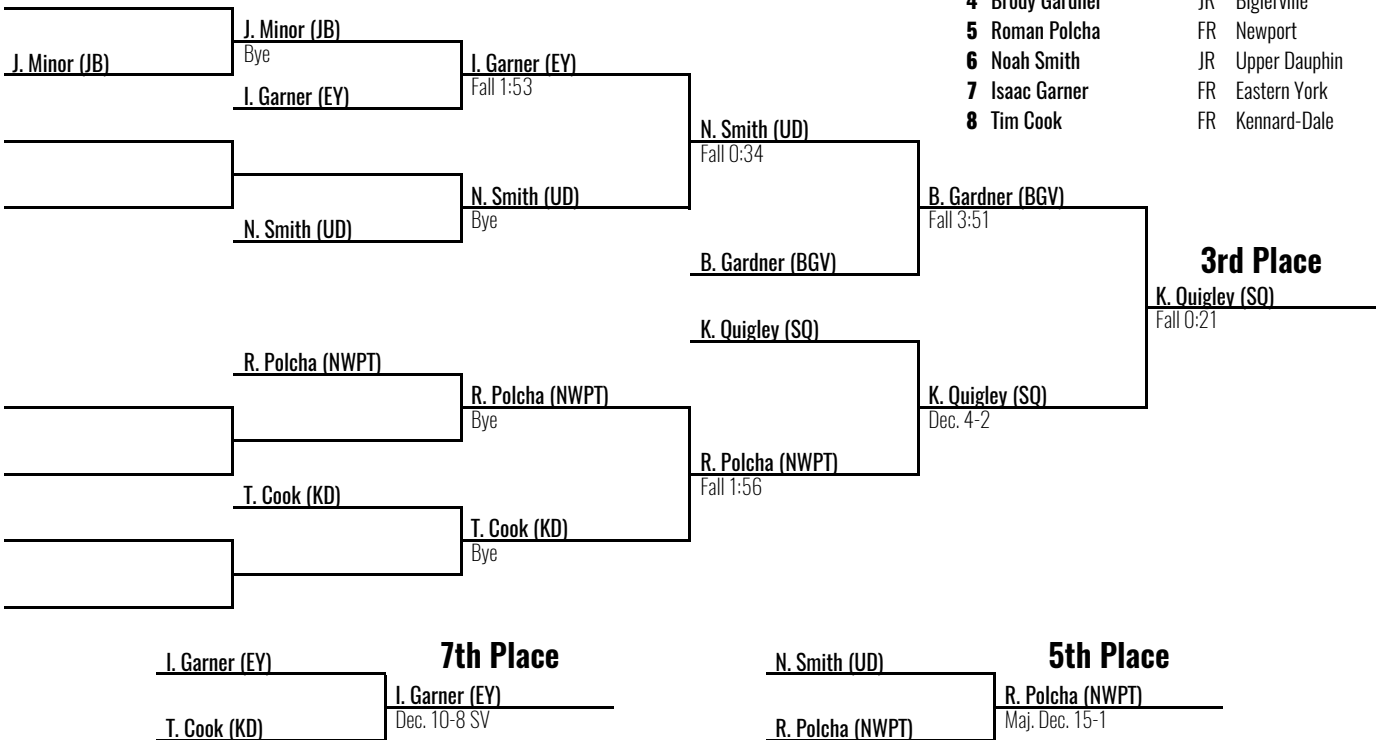 4 Brody Gardner JR Biglerville
5 Roman Polcha FR Newport
6 Noah Smith JR Upper Dauphin
7 Isaac Garner FR Eastern York
8 Tim Cook FR Kennard-Dale
J. Minor (JB)
J. Minor (JB)
Bye
I. Garner (EY)
I. Garner (EY)
Fall 1:53
N. Smith (UD)
N. Smith (UD)
Bye
N. Smith (UD)
Fall 0:34
B. Gardner (BGV)
B. Gardner (BGV)
Fall 3:51
3rd Place
K. Quigley (SQ)
Fall 0:21
K. Quigley (SQ)
K. Quigley (SQ)
Dec. 4-2
R. Polcha (NWPT)
R. Polcha (NWPT)
Bye
R. Polcha (NWPT)
Fall 1:56
T. Cook (KD)
T. Cook (KD)
Bye
7th Place
I. Garner (EY)
I. Garner (EY)
Dec. 10-8 SV
T. Cook (KD)
5th Place
N. Smith (UD)
R. Polcha (NWPT)
Maj. Dec. 15-1
R. Polcha (NWPT)